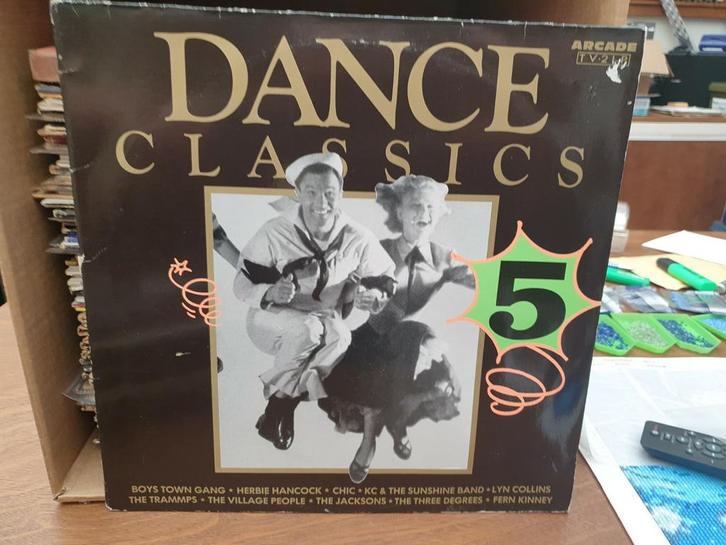 DANCE
CLASSICS
ARCADE
5
BOYS TOWN GANG • HERBIE HANCOCK • CHIC • KC & THE SUNSHINE BAND • LYN COLLINS
THE TRAMMPS • THE VILLAGE PEOPLE • THE JACKSONS • THE THREE DEGREES • FERN KINNEY